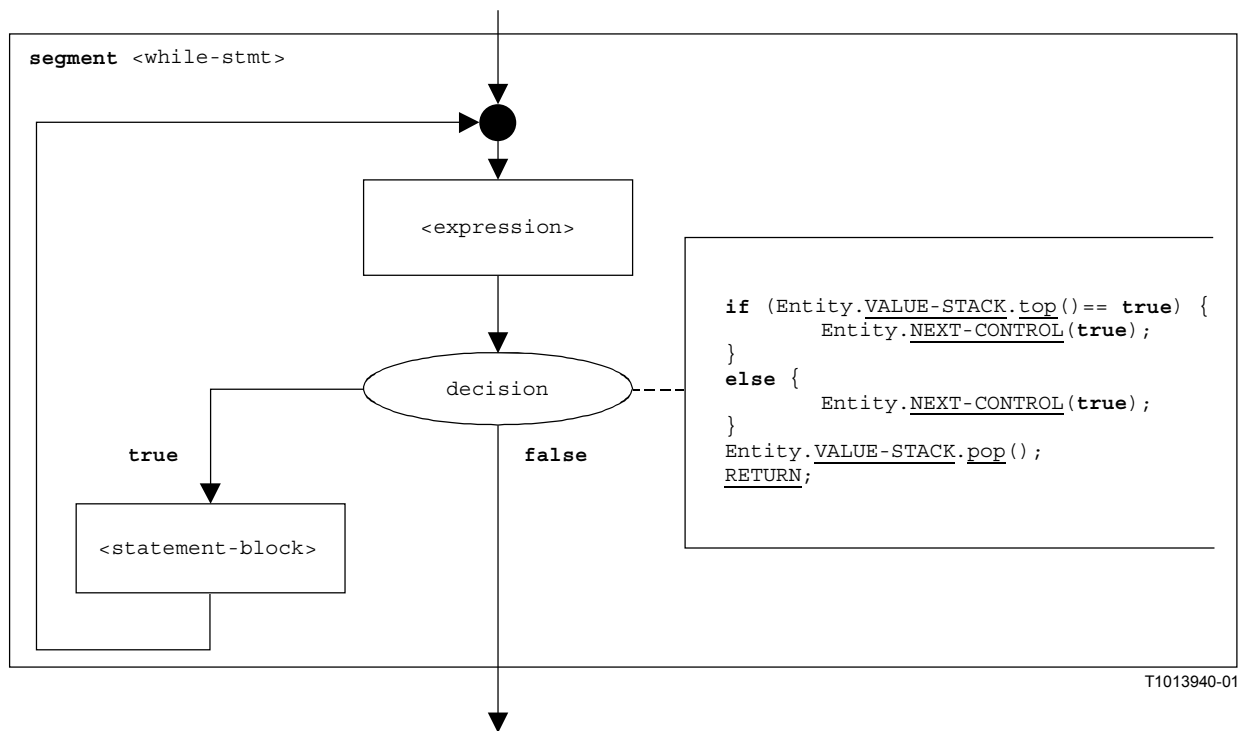 segment <while-stmt>
<expression>
if (Entity.VALUE-STACK.top()== true) {
Entity.NEXT-CONTROL(true);
}
else {
Entity.NEXT-CONTROL(true);
}
Entity.VALUE-STACK.pop();
RETURN;
decision
true
false
<statement-block>
T1013940-01